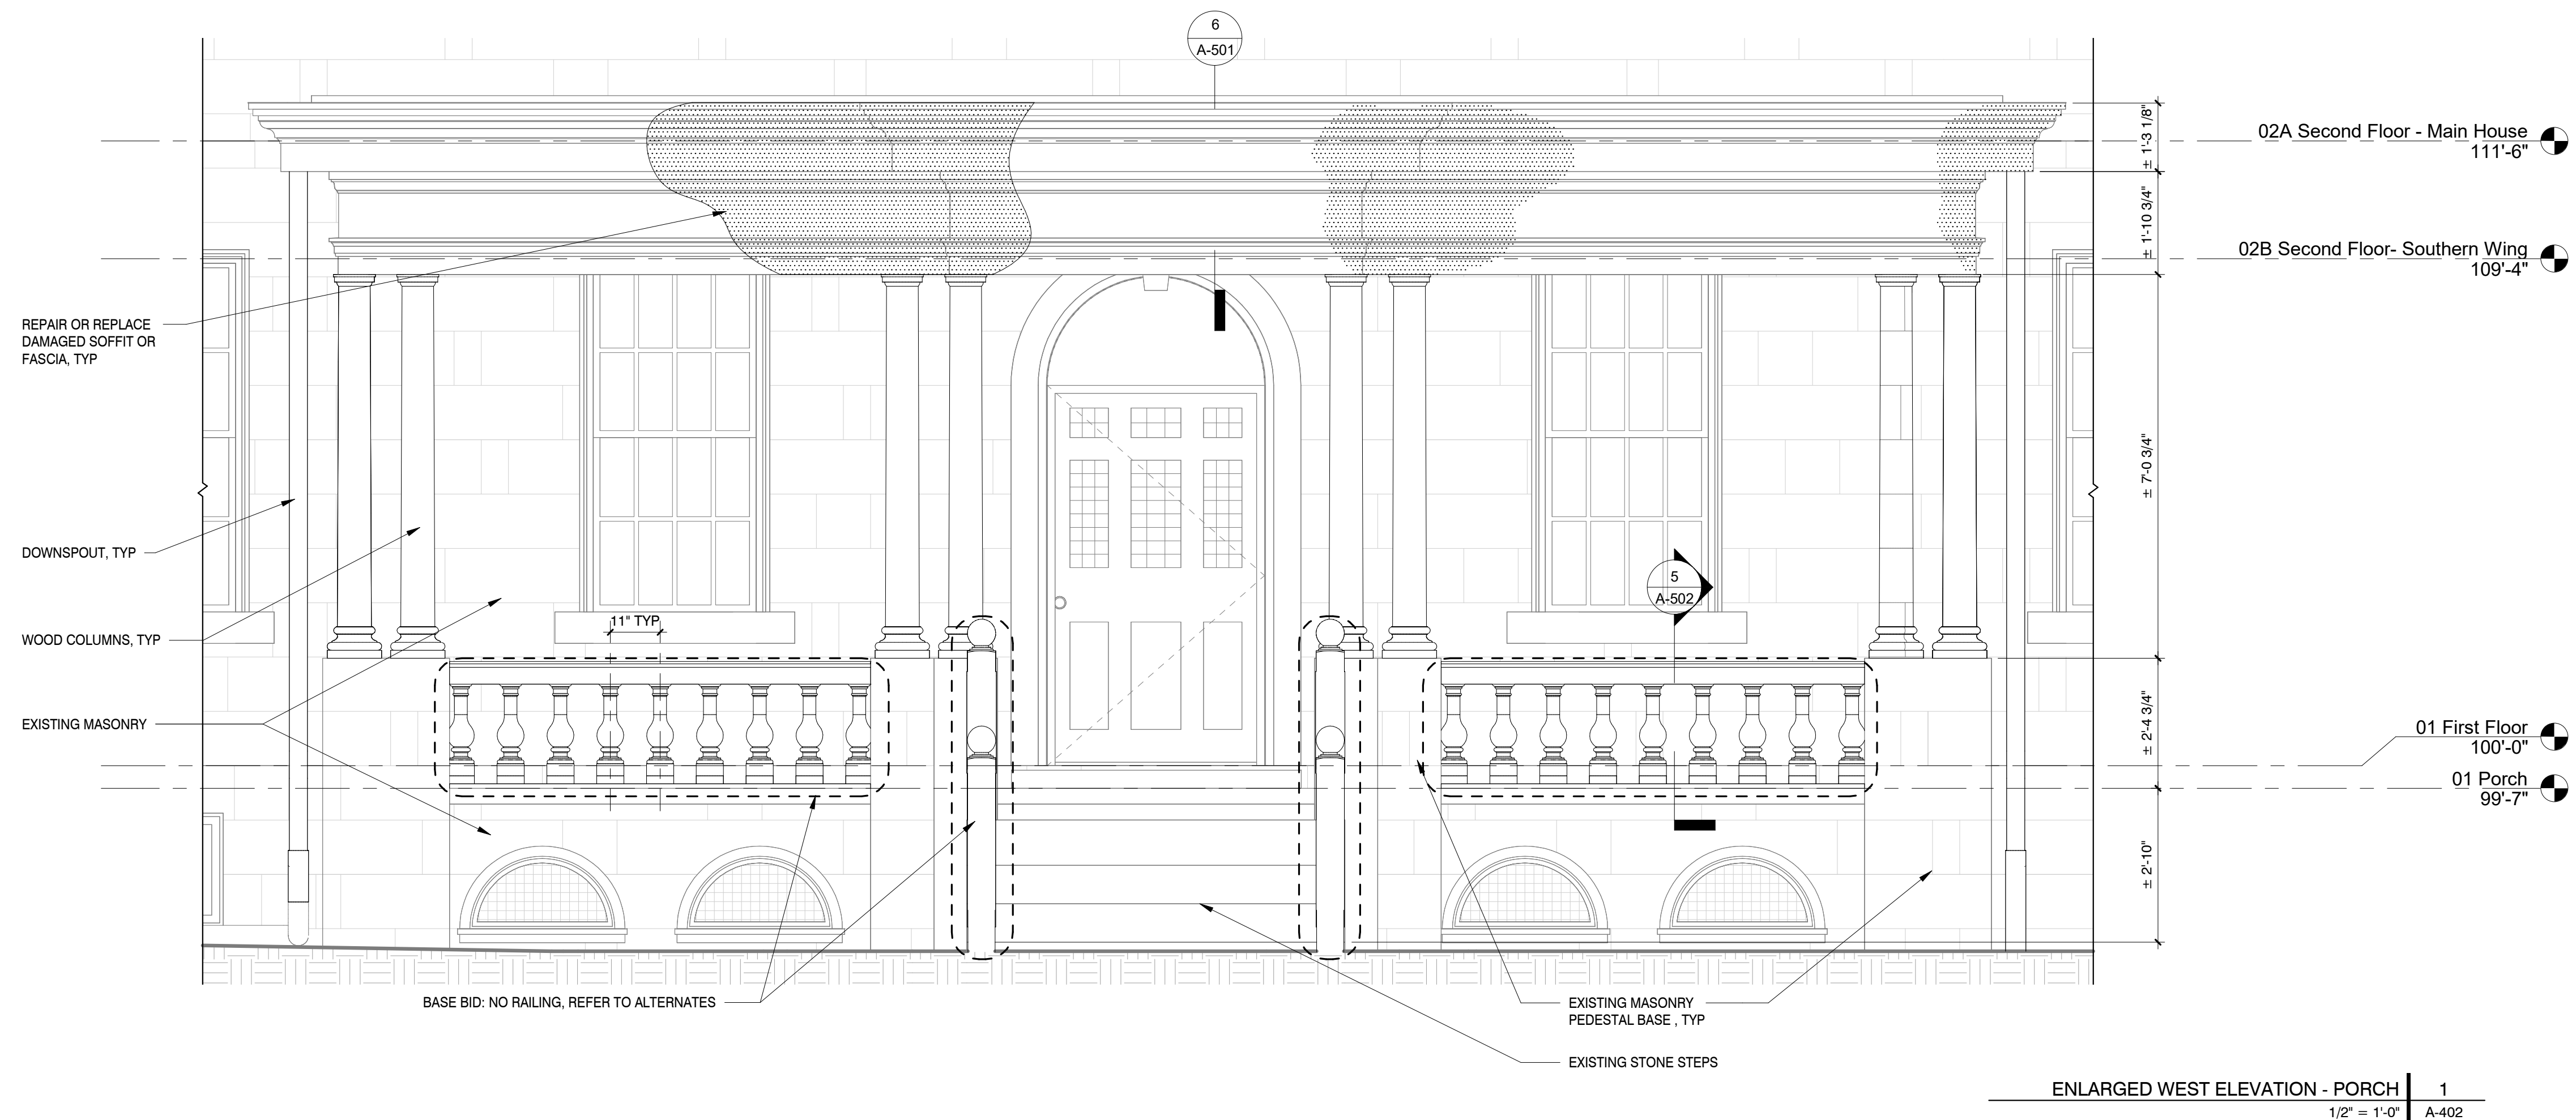 6
A-501
± 1'-3 1/8"
02A Second Floor - Main House
111'-6"
± 1'-10 3/4"
02B Second Floor- Southern Wing
109'-4"
REPAIR OR REPLACE
DAMAGED SOFFIT OR
FASCIA, TYP
± 7'-0 3/4"
DOWNSPOUT, TYP
5
A-502
11" TYP
WOOD COLUMNS, TYP
EXISTING MASONRY
± 2'-4 3/4"
01 First Floor
100'-0"
01 Porch
99'-7"
± 2'-10"
BASE BID: NO RAILING, REFER TO ALTERNATES
EXISTING MASONRY
PEDESTAL BASE , TYP
EXISTING STONE STEPS
ENLARGED WEST ELEVATION - PORCH 1
1/2" = 1'-0" A-402